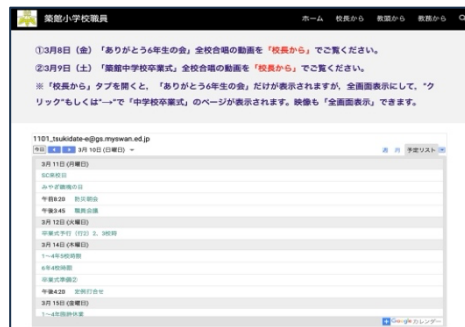 築館小学校職員
ホーム 校長から 教頭から 教務から
①3月8日（金）「ありがとう6年生の会」全校合唱の動画を「校長から」でご覧ください。
②3月9日（土）「築館中学校卒業式」全校合唱の動画を「校長から」でご覧ください。
※「校長から」タブを開くと，「ありがとう6年生の会」だけが表示されますが，全画面表示にして，"ク
リック"もしくは"→"で「中学校卒業式」のページが表示されます。映像も「全画面表示」できます。
1101_tsukidate-e@gs.myswan.ed.jp
今日 3月 10日 (日曜日)
週 月 予定リスト
3月 11日 (月曜日)
SC来校日
みやぎ鎮魂の日
午前8:20 防災朝会
午後3:45 職員会議
3月 12日 (火曜日)
卒業式予行（行2）2，3校時
3月 14日 (木曜日)
1～4年5校時限
6年4校時限
卒業式準備②
午後4:20 定例打合せ
3月 15日 (金曜日)
1～4年臨時休業
Google カレンダー